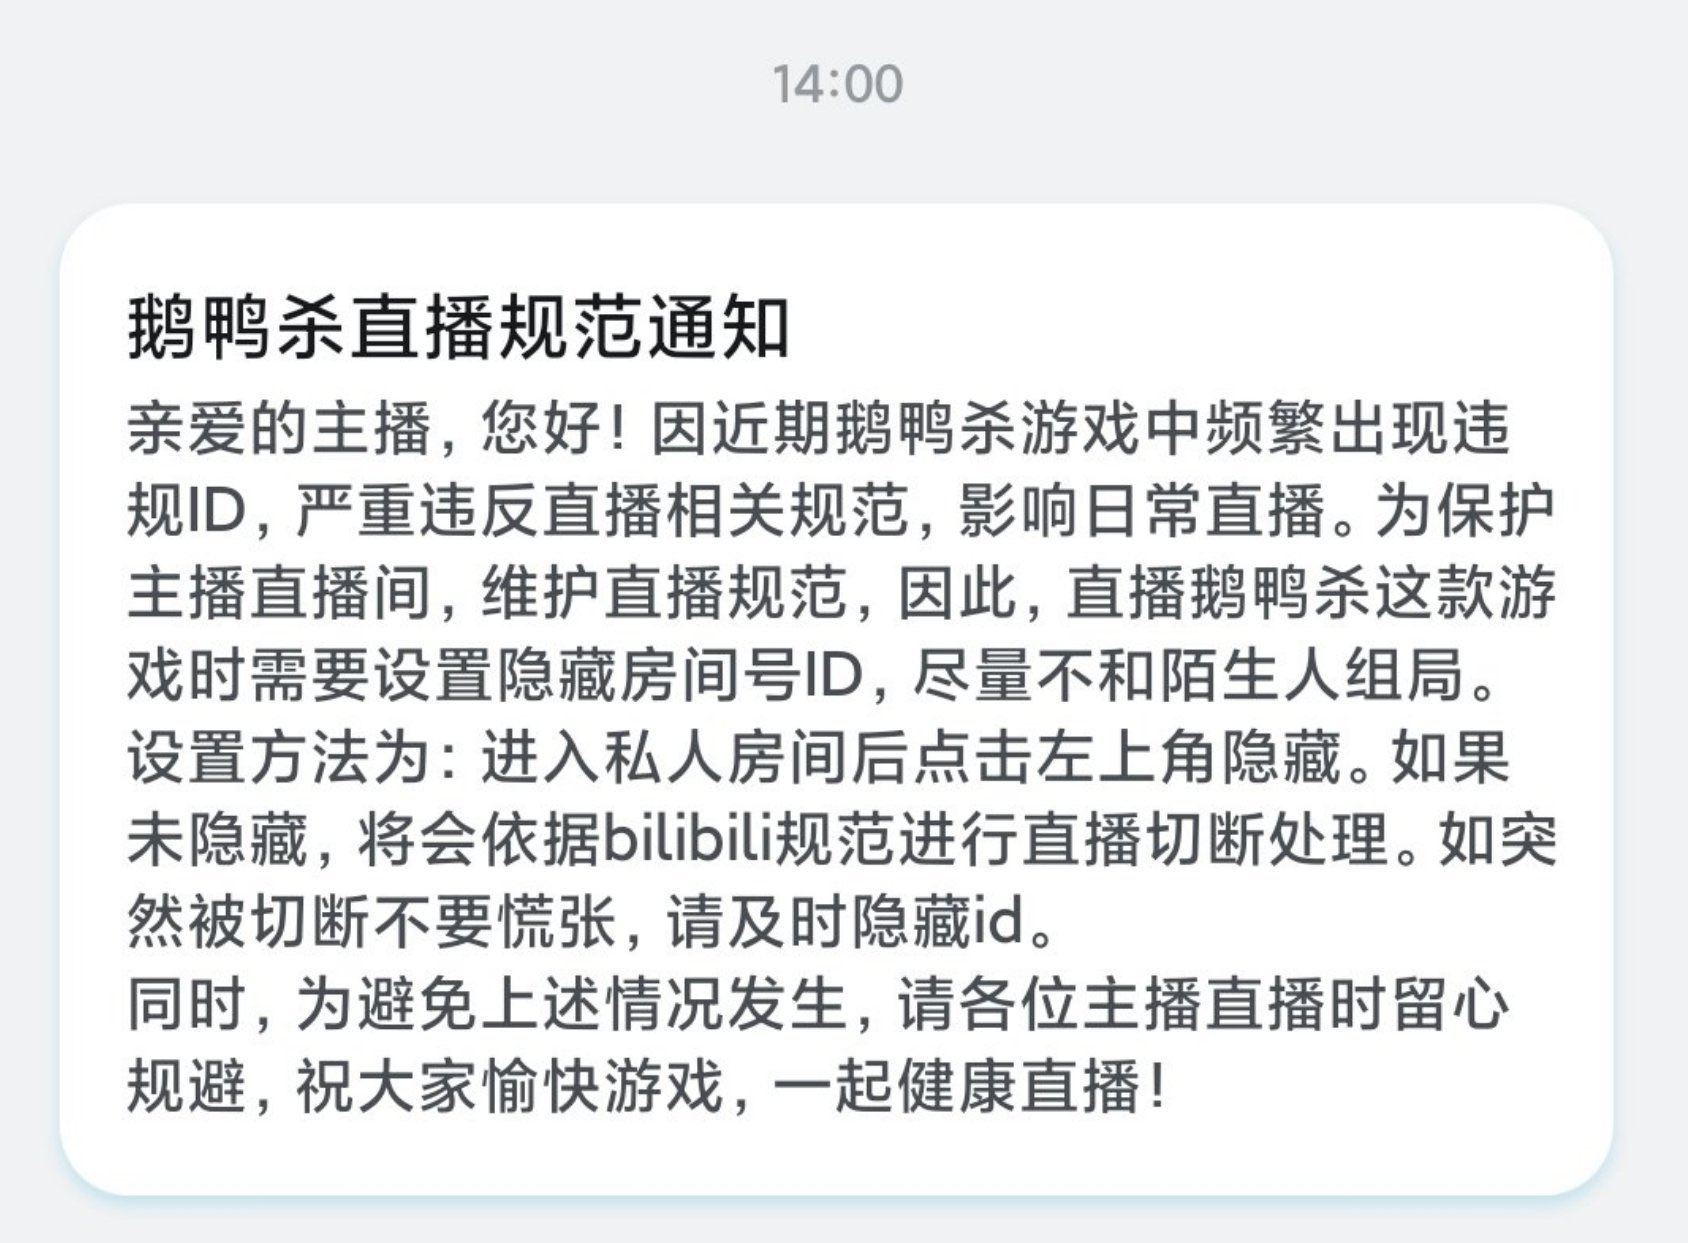 14:00
鹅鸭杀直播规范通知
亲爱的主播，您好！因近期鹅鸭杀游戏中频繁出现违
规ID，严重违反直播相关规范，影响日常直播。为保护
主播直播间，维护直播规范，因此，直播鹅鸭杀这款游
戏时需要设置隐藏房间号ID，尽量不和陌生人组局。
设置方法为：进入私人房间后点击左上角隐藏。如果
未隐藏，将会依据bilibili规范进行直播切断处理。如突
然被切断不要慌张，请及时隐藏id。
同时，为避免上述情况发生，请各位主播直播时留心
规避，祝大家愉快游戏，一起健康直播！